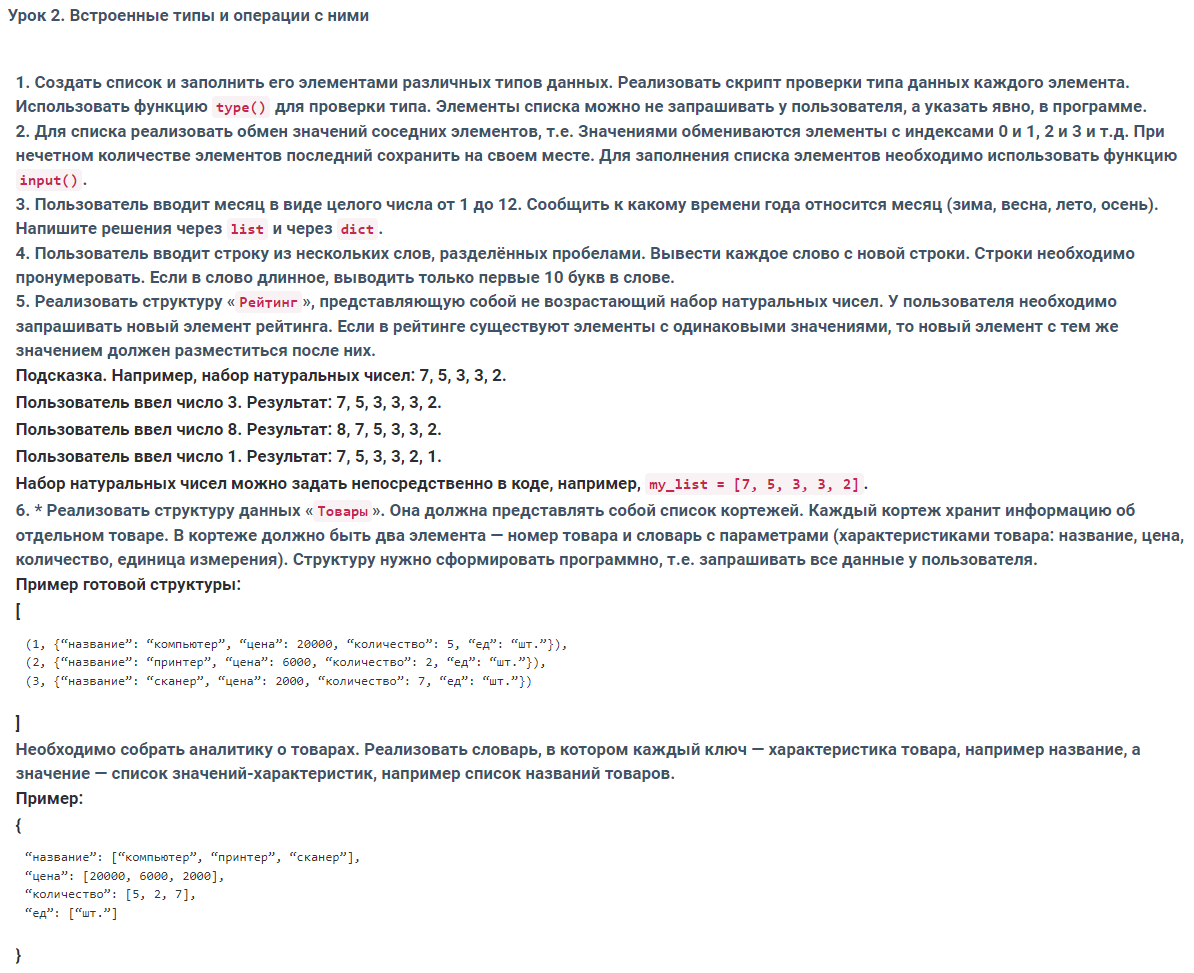 Урок 2. Встроенные типы и операции с ними
1. Создать список и заполнить его элементами различных типов данных. Реализовать скрипт проверки типа данных каждого элемента.
Использовать функцию type() для проверки типа. Элементы списка можно не запрашивать у пользователя, а указать явно, в программе.
2. Для списка реализовать обмен значений соседних элементов, т.е. Значениями обмениваются элементы с индексами 0 и 1, 2 и 3 и т.д. При
нечетном количестве элементов последний сохранить на своем месте. Для заполнения списка элементов необходимо использовать функцию
input().
3. Пользователь вводит месяц в виде целого числа от 1 до 12. Сообщить к какому времени года относится месяц (зима, весна, лето, осень).
Напишите решения через list и через dict.
4. Пользователь вводит строку из нескольких слов, разделённых пробелами. Вывести каждое слово с новой строки. Строки необходимо
пронумеровать. Если в слово длинное, выводить только первые 10 букв в слове.
5. Реализовать структуру «Рейтинг», представляющую собой не возрастающий набор натуральных чисел. У пользователя необходимо
запрашивать новый элемент рейтинга. Если в рейтинге существуют элементы с одинаковыми значениями, то новый элемент с тем же
значением должен разместиться после них.
Подсказка. Например, набор натуральных чисел: 7, 5, 3, 3, 2.
Пользователь ввел число 3. Результат: 7, 5, 3, 3, 3, 2.
Пользователь ввел число 8. Результат: 8, 7, 5, 3, 3, 2.
Пользователь ввел число 1. Результат: 7, 5, 3, 3, 2, 1.
Набор натуральных чисел можно задать непосредственно в коде, например, my_list = [7, 5, 3, 3, 2].
6. * Реализовать структуру данных «Товары». Она должна представлять собой список кортежей. Каждый кортеж хранит информацию об
отдельном товаре. В кортеже должно быть два элемента — номер товара и словарь с параметрами (характеристиками товара: название, цена,
количество, единица измерения). Структуру нужно сформировать программно, т.е. запрашивать все данные у пользователя.
Пример готовой структуры:
[
(1, {“название”: “компьютер”, “цена”: 20000, “количество”: 5, “ед”: “шт.”}),
(2, {“название”: “принтер”, “цена”: 6000, “количество”: 2, “ед”: “шт.”}),
(3, {“название”: “сканер”, “цена”: 2000, “количество”: 7, “ед”: “шт.”})
]
Необходимо собрать аналитику о товарах. Реализовать словарь, в котором каждый ключ — характеристика товара, например название, а
значение — список значений-характеристик, например список названий товаров.
Пример:
{
“название”: [“компьютер”, “принтер”, “сканер”],
“цена”: [20000, 6000, 2000],
“количество”: [5, 2, 7],
“ед”: [“шт.”]
}